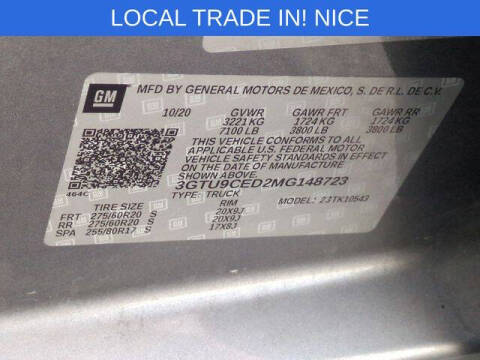 LOCAL TRADE IN! NICE
GM
MFD BY GENERAL MOTORS DE MEXICO, S. DE R.L. DE C.V.
10/20 GVWR GAWR FRT GAWR RR
3221 KG 1724 KG 1724 KG
7100 LB 3800 LB 3800 LB
THIS VEHICLE CONFORMS TO ALL
APPLICABLE U.S. FEDERAL MOTOR
VEHICLE SAFETY STANDARDS
IN EFFECT ON THE DATE OF
MANUFACTURE SHOWN ABOVE.
3GTU9CED2MG148723
464C
TYPE: TRUCK MODEL: 23TK10543
TIRE SIZE RIM
FRT 275/60R20 S 20X9J
RR 275/60R20 S 20X9J
SPA 255/80R17 S 17X8J